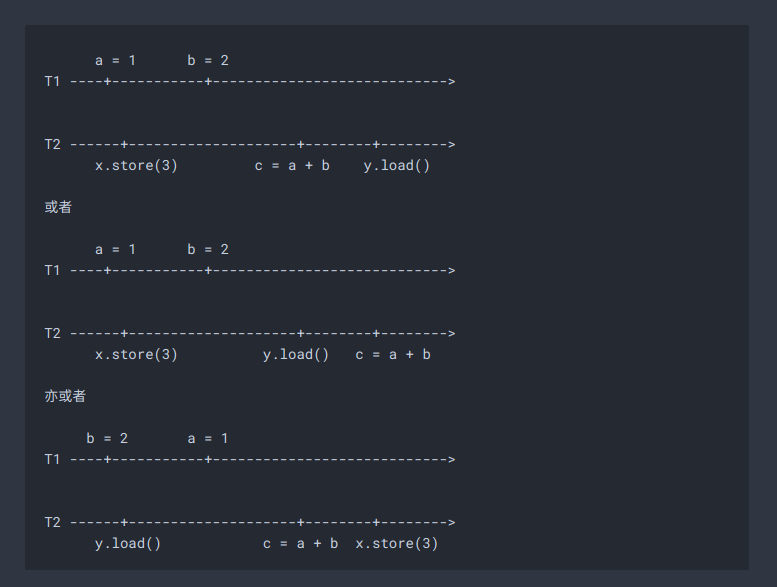 a = 1      b = 2
T1 ----+-----------+---------------------------->
T2 ------+--------------------+--------+-------->
      x.store(3)         c = a + b    y.load()
或者
      a = 1      b = 2
T1 ----+-----------+---------------------------->
T2 ------+--------------------+--------+-------->
      x.store(3)          y.load()   c = a + b
亦或者
     b = 2       a = 1
T1 ----+-----------+---------------------------->
T2 ------+--------------------+--------+-------->
      y.load()            c = a + b  x.store(3)